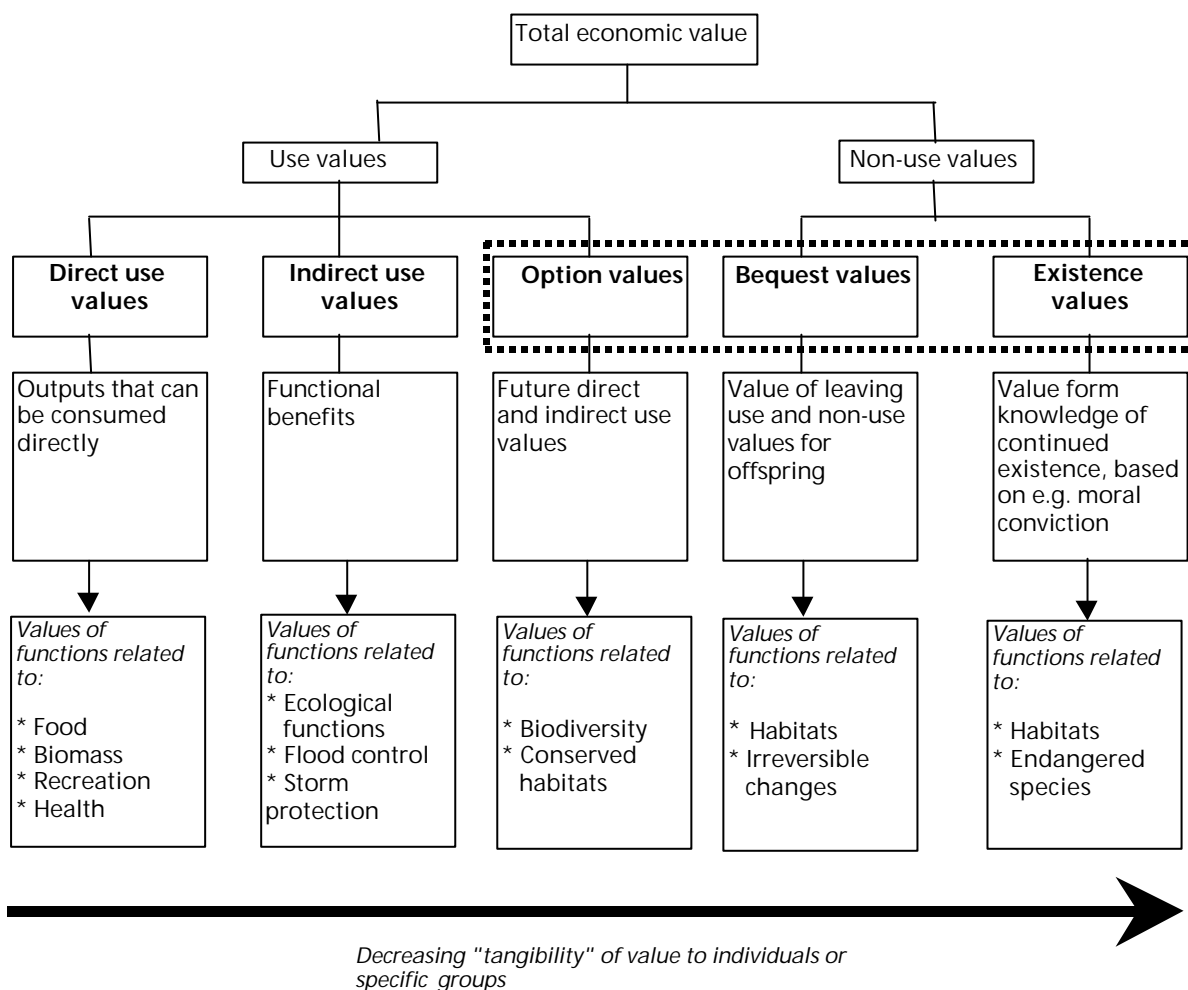 Total economic value
Use values
Non-use values
Direct use
values
Indirect use
values
Option values
Bequest values
Existence
values
Outputs that can
be consumed
directly
Functional
benefits
Future direct
and indirect use
values
Value of leaving
use and non-use
values for
offspring
Value form
knowledge of
continued
existence, based
on e.g. moral
conviction
Values of
functions related
to:
* Food
* Biomass
* Recreation
* Health
Values of
functions related
to:
* Ecological
functions
* Flood control
* Storm
protection
Values of
functions related
to:
* Biodiversity
* Conserved
habitats
Values of
functions related
to:
* Habitats
* Irreversible
changes
Values of
functions related
to:
* Habitats
* Endangered
species
Decreasing "tangibility" of value to individuals or
specific groups